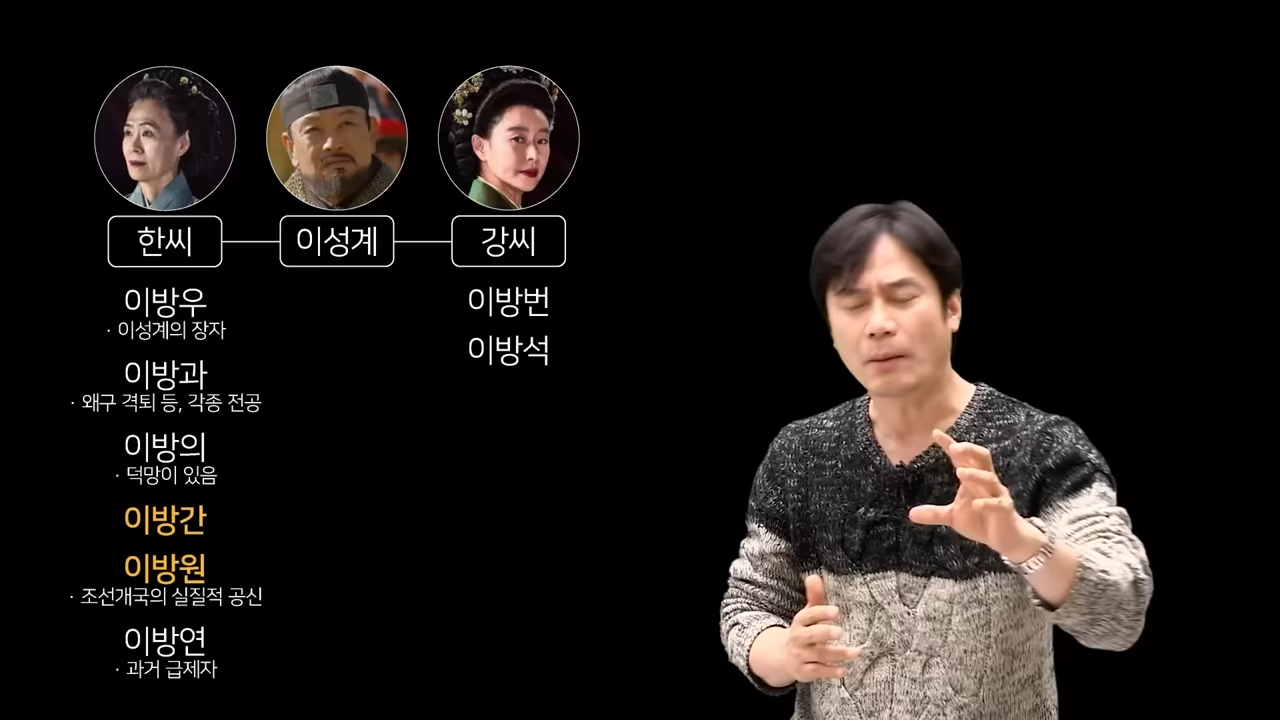 한씨
이성계
강씨
이방우
· 이성계의 장자
이방과
· 왜구 격퇴 등, 각종 전공
이방의
· 덕망이 있음
이방간
이방원
· 조선개국의 실질적 공신
이방연
· 과거 급제자
이방번
이방석